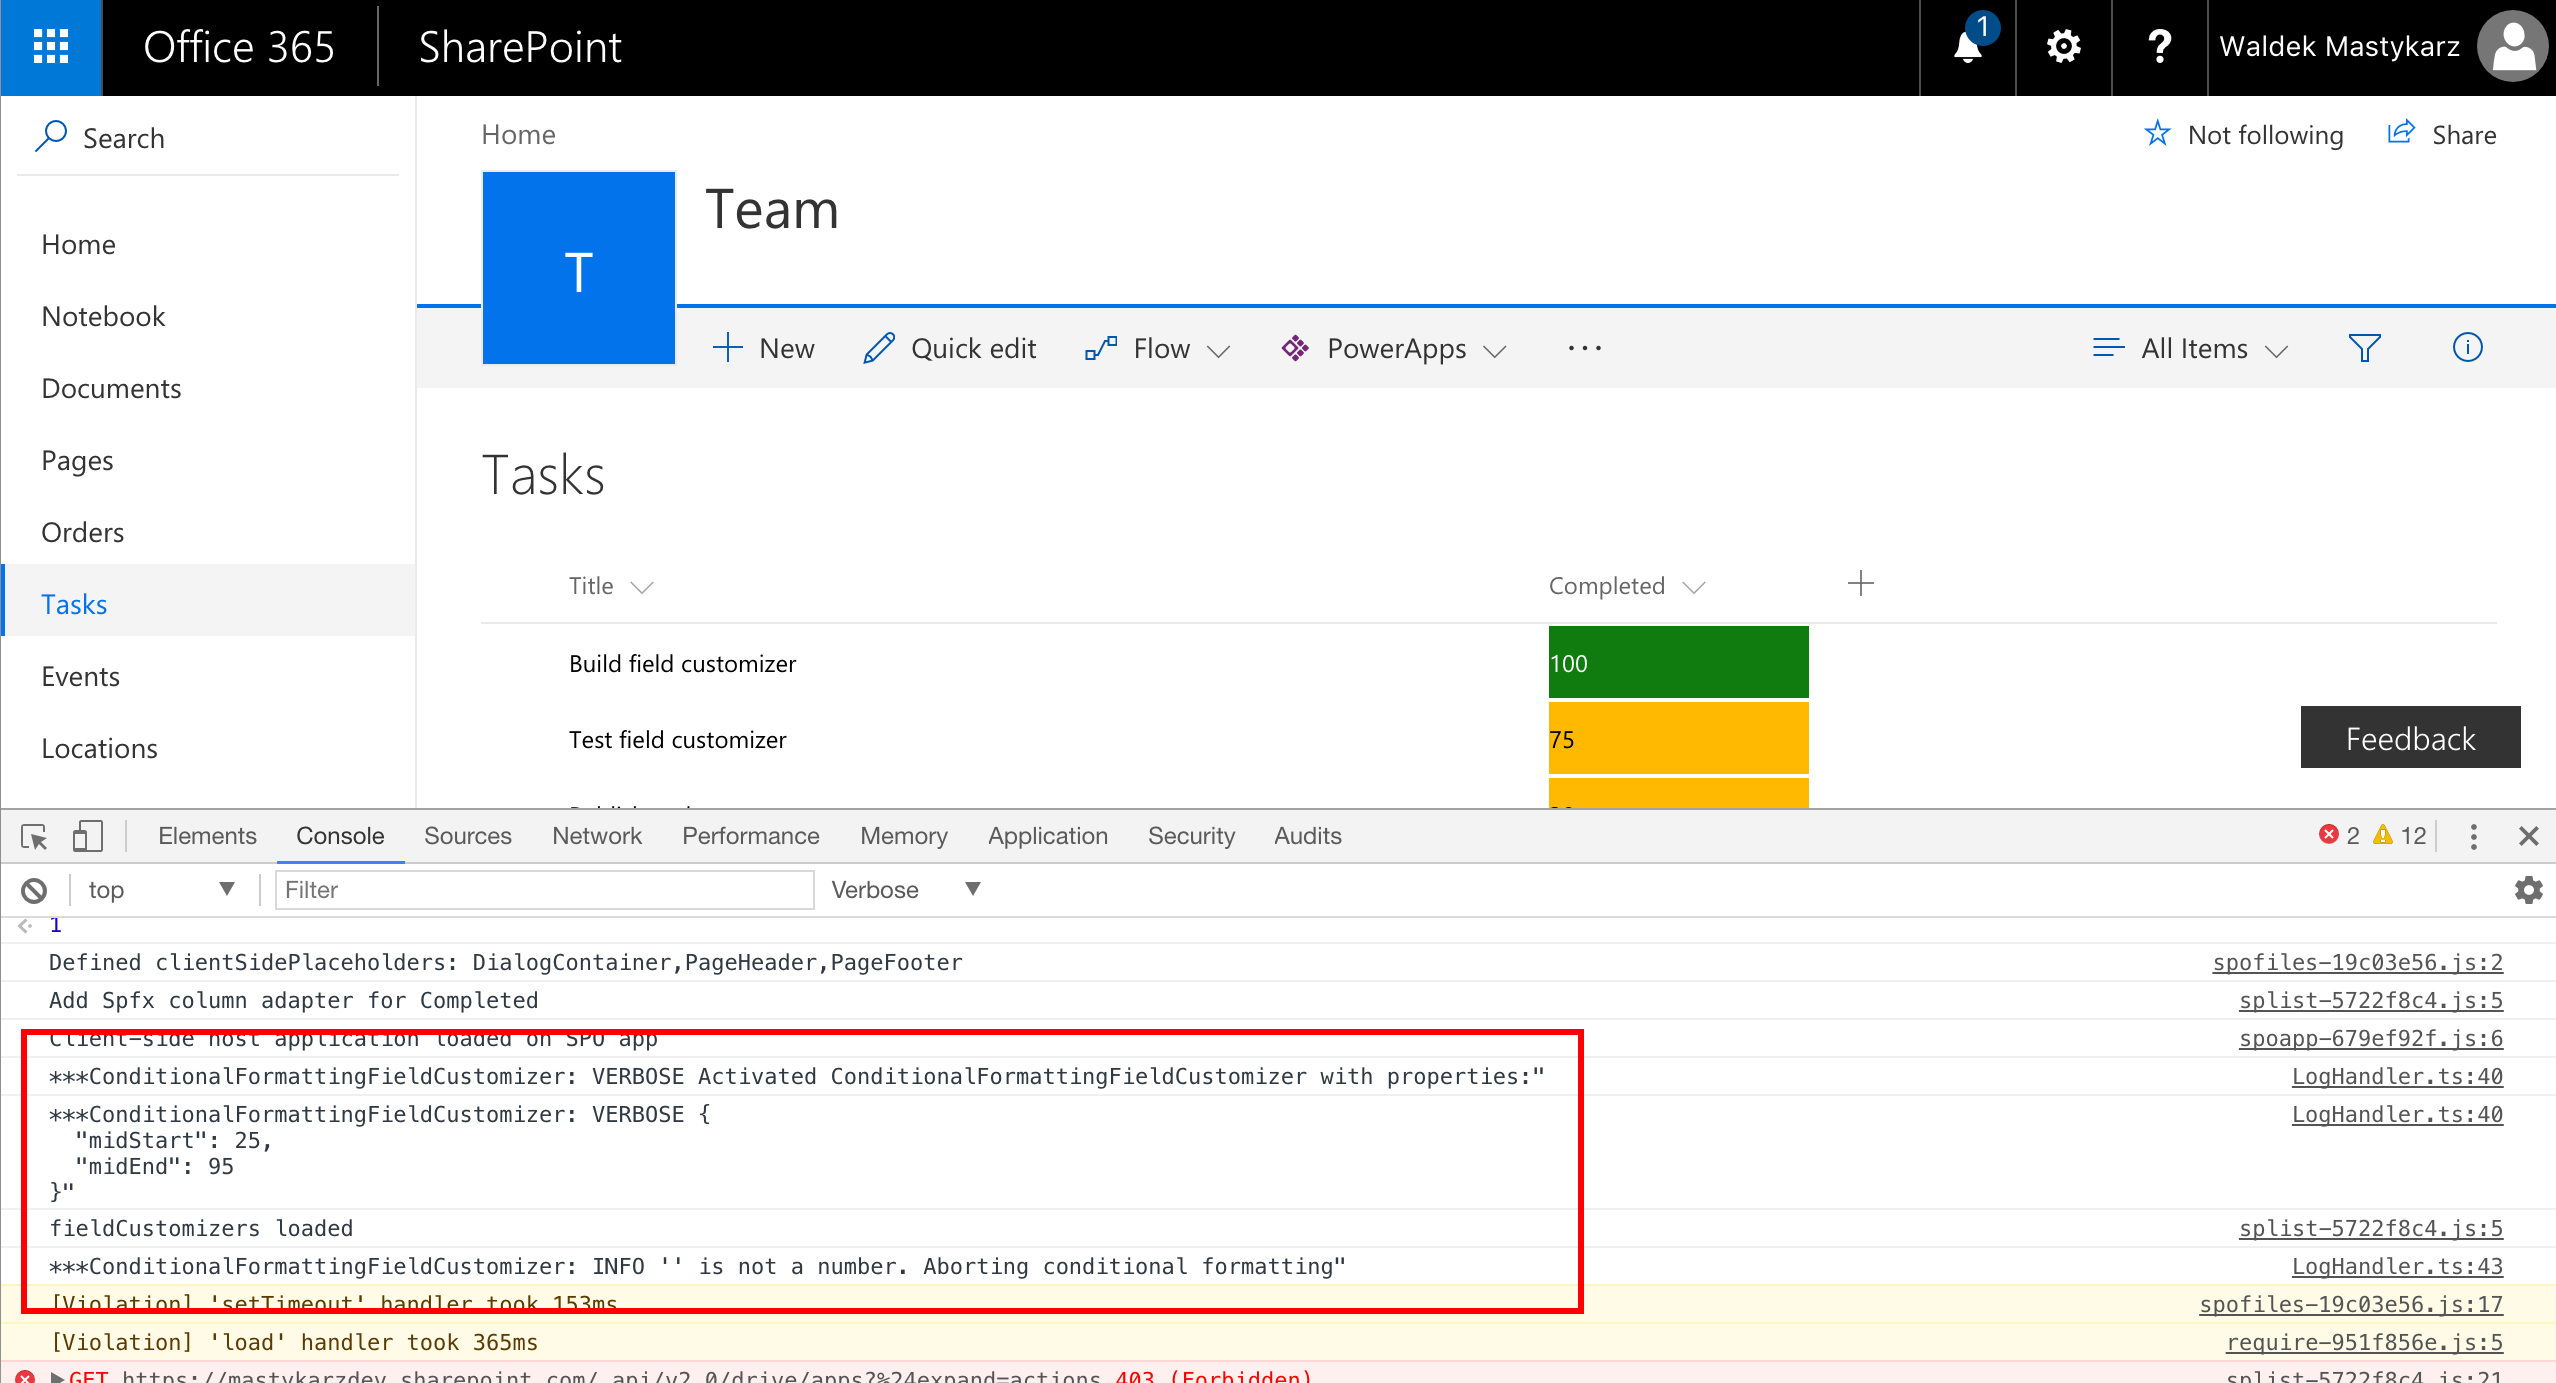 Office 365 SharePoint 1 ? Waldek Mastykarz
Search
Home
Not following Share
T
Team
Home
Notebook
Documents
Pages
Orders
Tasks
Events
Locations
New Quick edit Flow PowerApps ··· All Items
Tasks
Title Completed
Build field customizer 100
Test field customizer 75
Feedback
Elements Console Sources Network Performance Memory Application Security Audits 2 12
top Filter Verbose
1
Defined clientSidePlaceholders: DialogContainer,PageHeader,PageFooter spofiles-19c03e56.js:2
Add Spfx column adapter for Completed splist-5722f8c4.js:5
Client-side host application loaded on SPO app spoapp-679ef92f.js:6
***ConditionalFormattingFieldCustomizer: VERBOSE Activated ConditionalFormattingFieldCustomizer with properties:" LogHandler.ts:40
***ConditionalFormattingFieldCustomizer: VERBOSE { LogHandler.ts:40
"midStart": 25,
"midEnd": 95
}"
fieldCustomizers loaded splist-5722f8c4.js:5
***ConditionalFormattingFieldCustomizer: INFO '' is not a number. Aborting conditional formatting" LogHandler.ts:43
[Violation] 'setTimeout' handler took 153ms spofiles-19c03e56.js:17
[Violation] 'load' handler took 365ms require-951f856e.js:5
GET https://mastykarzdev.sharepoint.com/_api/v2.0/drive/apps?%24expand=actions 403 (Forbidden) splist-5722f8c4.js:21